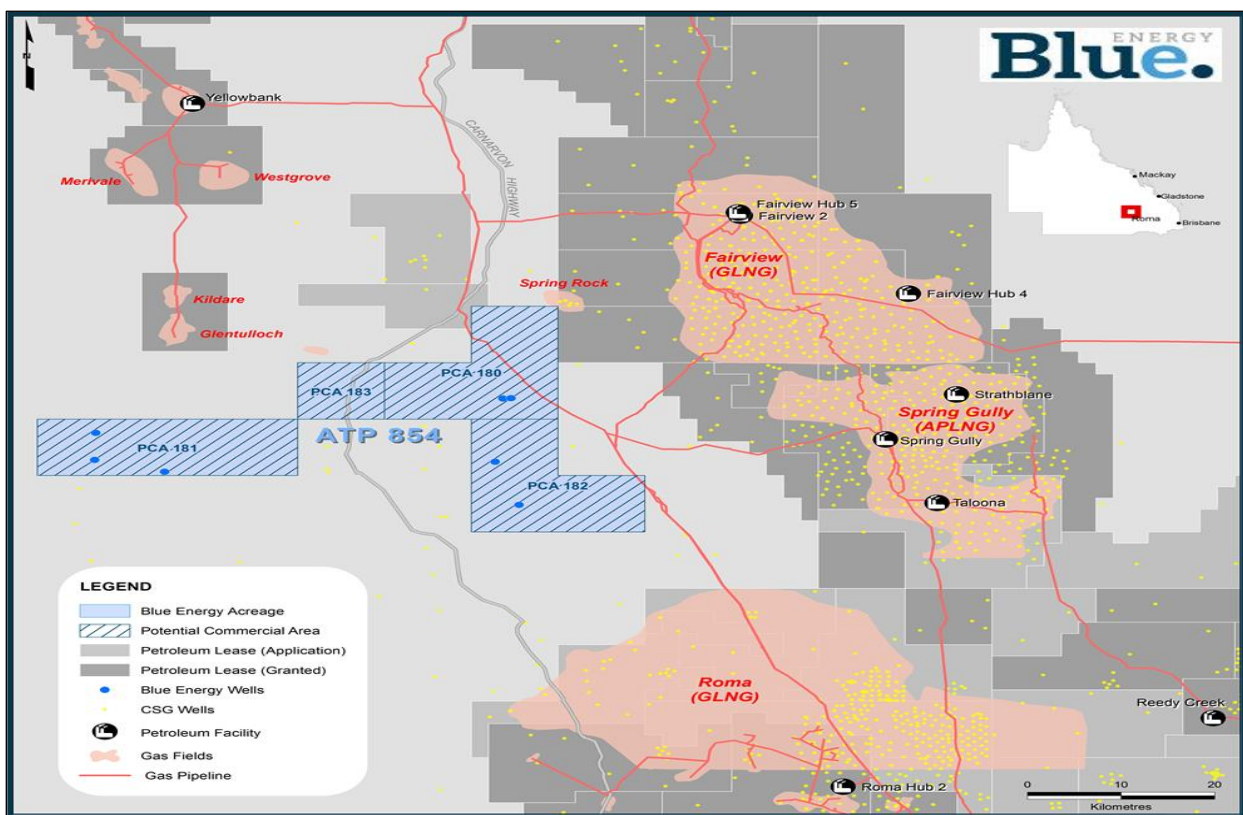 N
ENERGY
Blue.
Yellowbank
CARNARVON HIGHWAY
Merivale
Westgrove
Mackay
Gladstone
Roma
Brisbane
Fairview Hub 5
Fairview 2
Fairview
(GLNG)
Spring Rock
Fairview Hub 4
Kildare
Glentulloch
PCA 180
PCA 183
Strathblane
Spring Gully
(APLNG)
ATP 854
Spring Gully
PCA 181
PCA 182
Taloona
LEGEND
Blue Energy Acreage
Potential Commercial Area
Petroleum Lease (Application)
Petroleum Lease (Granted)
Blue Energy Wells
CSG Wells
Petroleum Facility
Gas Fields
Gas Pipeline
Roma
(GLNG)
Reedy Creek
Roma Hub 2
0 10 20
Kilometres